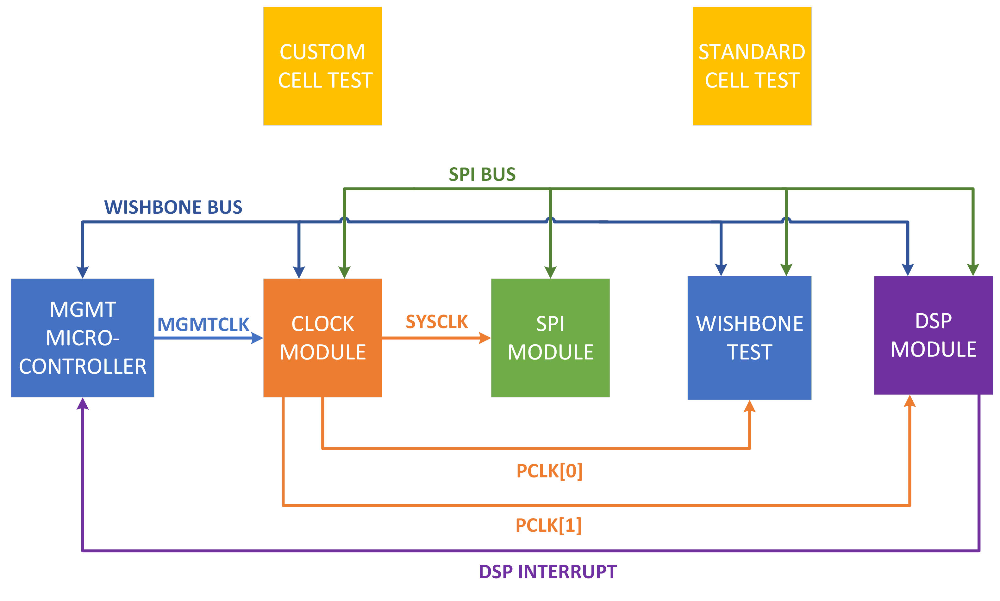 CUSTOM
CELL TEST
STANDARD
CELL TEST
SPI BUS
WISHBONE BUS
MGMT
MICRO-
CONTROLLER
MGMTCLK
CLOCK
MODULE
SYSCLK
SPI
MODULE
WISHBONE
TEST
DSP
MODULE
PCLK[0]
PCLK[1]
DSP INTERRUPT